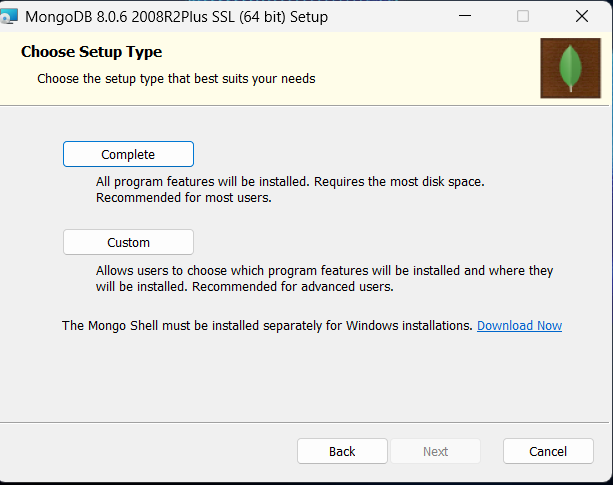 MongoDB 8.0.6 2008R2Plus SSL (64 bit) Setup
Choose Setup Type
Choose the setup type that best suits your needs
Complete
All program features will be installed. Requires the most disk space.
Recommended for most users.
Custom
Allows users to choose which program features will be installed and where they
will be installed. Recommended for advanced users.
The Mongo Shell must be installed separately for Windows installations. Download Now
Back Next Cancel